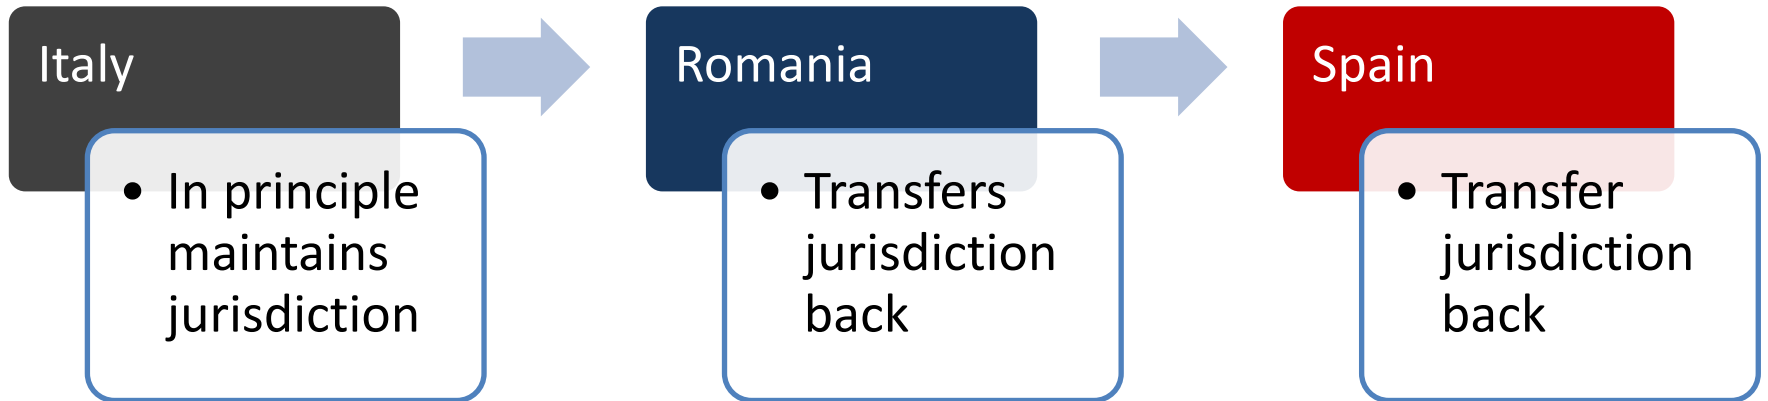 Italy
• In principle
maintains
jurisdiction
Romania
• Transfers
jurisdiction
back
Spain
• Transfer
jurisdiction
back